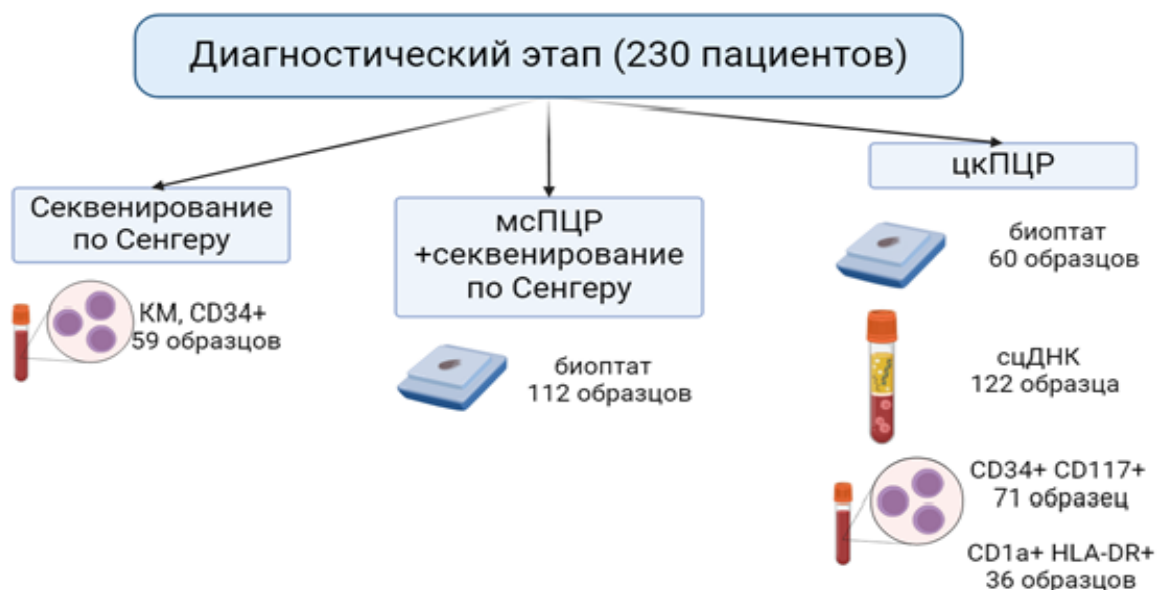 Диагностический этап (230 пациентов)
Секвенирование
по Сенгеру
КМ, CD34+
59 образцов
мсПЦР
+секвенирование
по Сенгеру
биоптат
112 образцов
цкПЦР
биоптат
60 образцов
сцДНК
122 образца
CD34+ CD117+
71 образец
CD1a+ HLA-DR+
36 образцов